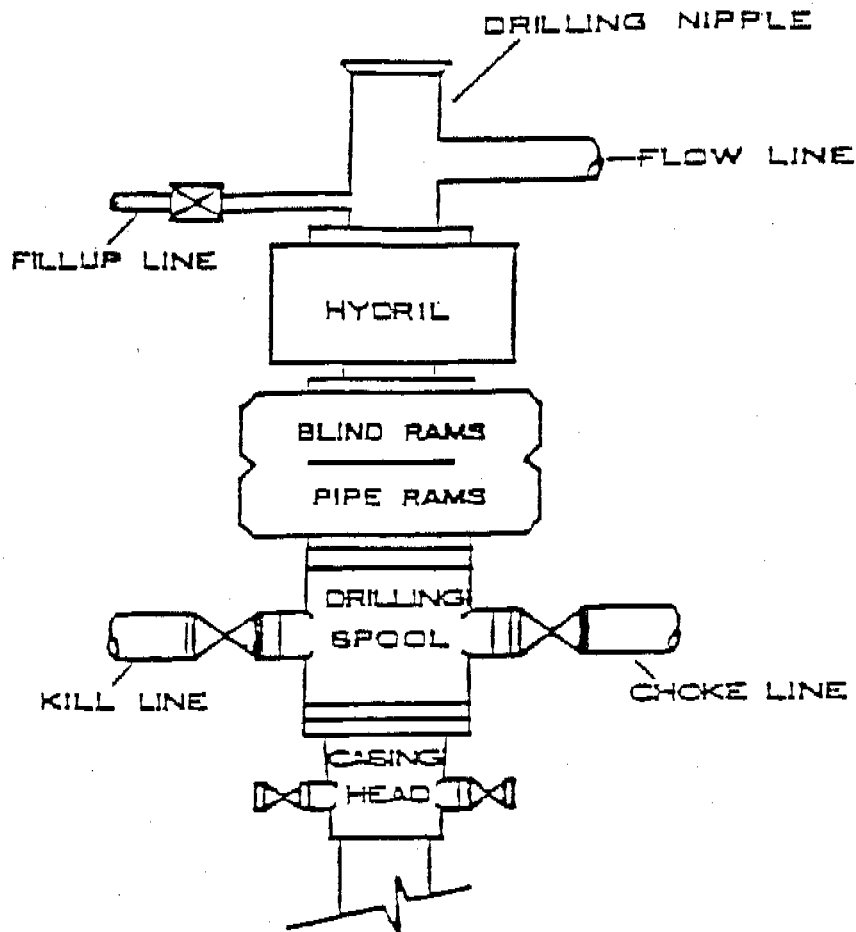 DRILLING NIPPLE
FLOW LINE
FILLUP LINE
HYDRIL
BLIND RAMS
PIPE RAMS
DRILLING
SPOOL
KILL LINE
CHOKE LINE
CASING
HEAD